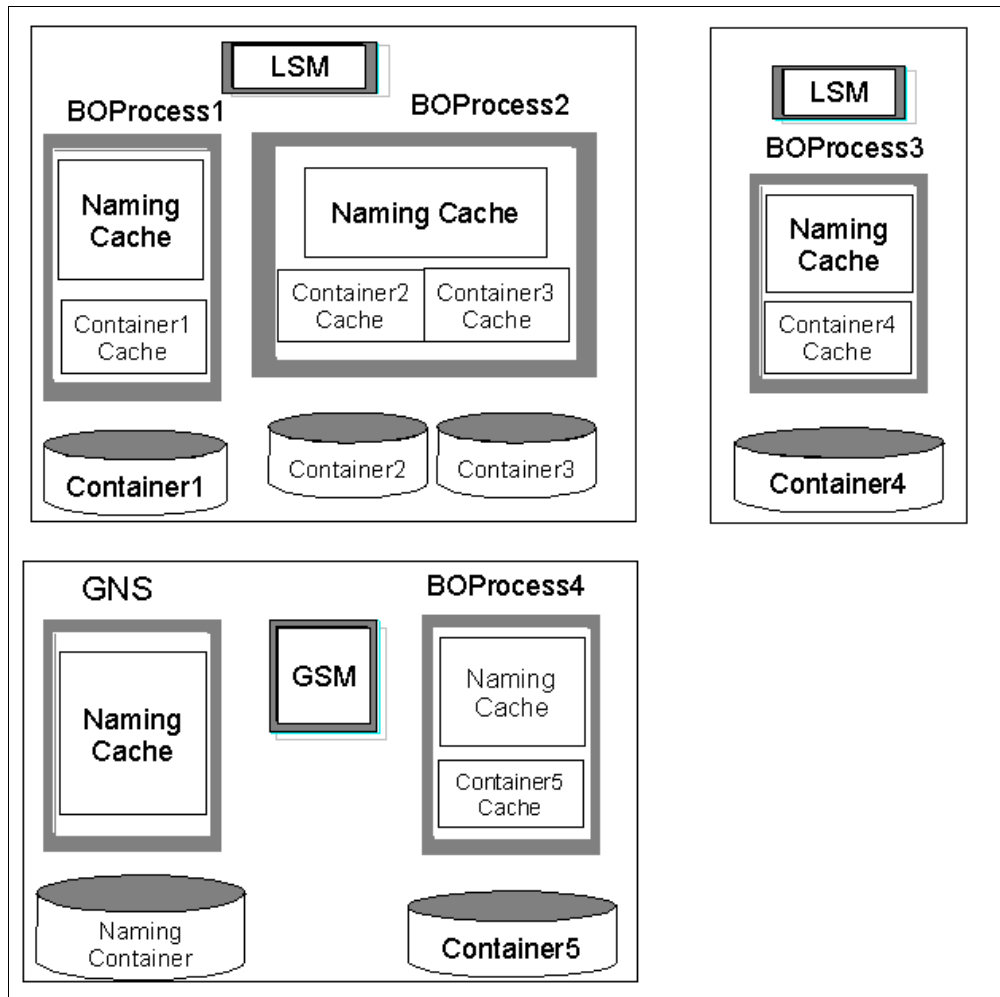 LSM
BOProcess1
BOProcess2
Naming
Cache
Container1
Cache
Naming Cache
Container2
Cache
Container3
Cache
Container1
Container2
Container3
LSM
BOProcess3
Naming
Cache
Container4
Cache
Container4
GNS
Naming
Cache
Naming
Container
GSM
BOProcess4
Naming
Cache
Container5
Cache
Container5